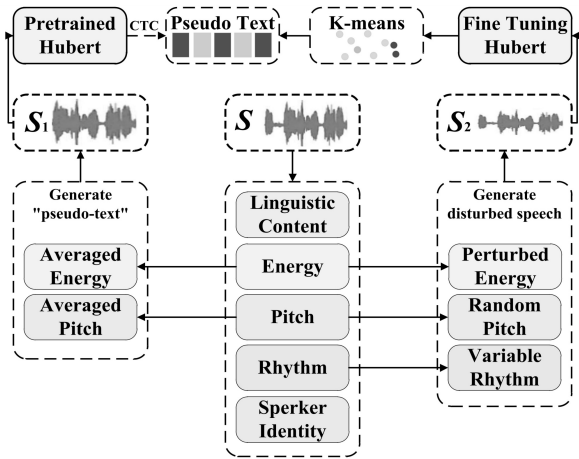 Pretrained
Hubert
CTC
Pseudo Text
K-means
Fine Tuning
Hubert
S1
S
S2
Generate
"pseudo-text"
Averaged
Energy
Averaged
Pitch
Linguistic
Content
Energy
Pitch
Rhythm
Sperker
Identity
Generate
disturbed speech
Perturbed
Energy
Random
Pitch
Variable
Rhythm